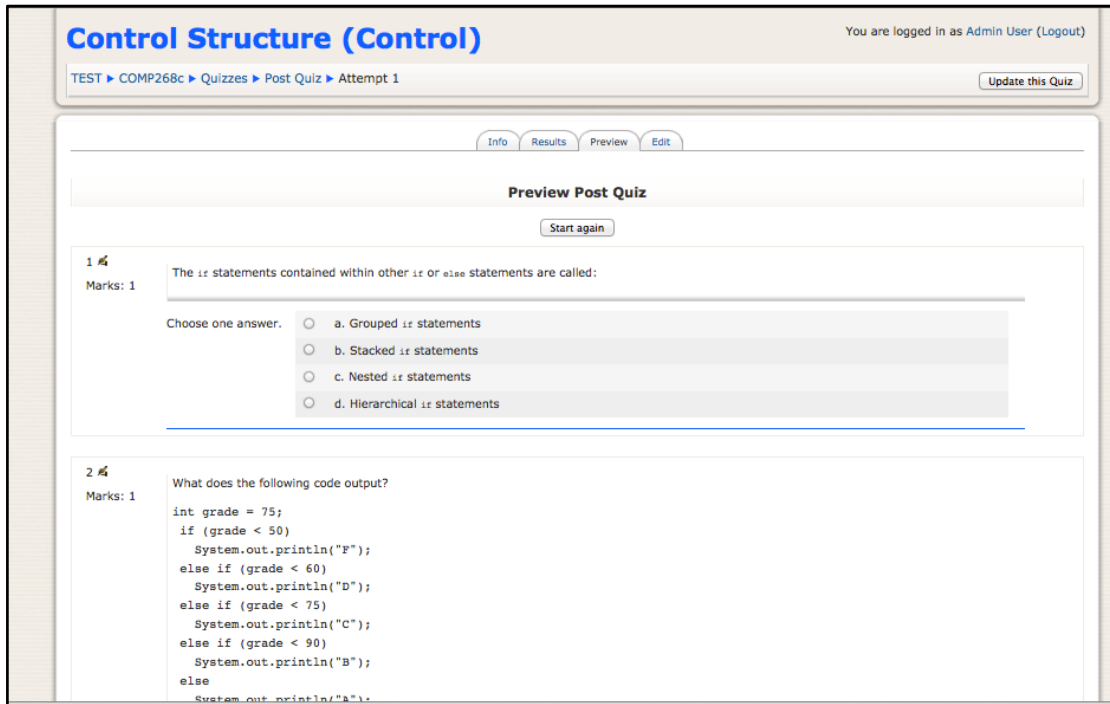 Control Structure (Control)
You are logged in as Admin User (Logout)
TEST ▶ COMP268c ▶ Quizzes ▶ Post Quiz ▶ Attempt 1
Update this Quiz
Info Results Preview Edit
Preview Post Quiz
Start again
1
Marks: 1
The if statements contained within other if or else statements are called:
Choose one answer.
a. Grouped if statements
b. Stacked if statements
c. Nested if statements
d. Hierarchical if statements
2
Marks: 1
What does the following code output?
int grade = 75;
if (grade < 50)
System.out.println("F");
else if (grade < 60)
System.out.println("D");
else if (grade < 75)
System.out.println("C");
else if (grade < 90)
System.out.println("B");
else
System.out.println("A");